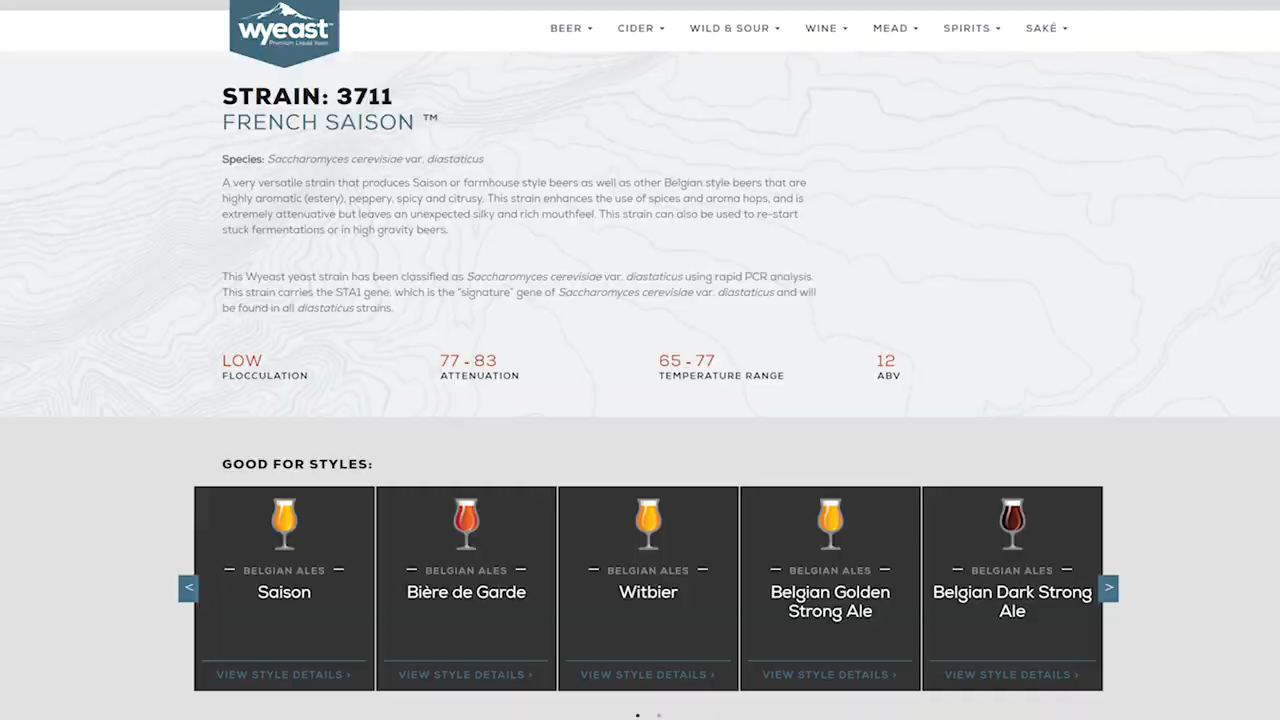 wyeast™
Premium Liquid Yeast
BEER CIDER WILD & SOUR WINE MEAD SPIRITS SAKÉ
STRAIN: 3711
FRENCH SAISON ™
Species: Saccharomyces cerevisiae var. diastaticus
A very versatile strain that produces Saison or farmhouse style beers as well as other Belgian style beers that are
highly aromatic (estery), peppery, spicy and citrusy. This strain enhances the use of spices and aroma hops, and is
extremely attenuative but leaves an unexpected silky and rich mouthfeel. This strain can also be used to re-start
stuck fermentations or in high gravity beers.
This Wyeast yeast strain has been classified as Saccharomyces cerevisiae var. diastaticus using rapid PCR analysis.
This strain carries the STA1 gene, which is the “signature” gene of Saccharomyces cerevisiae var. diastaticus and will
be found in all diastaticus strains.
LOW 77 - 83 65 - 77 12
FLOCCULATION ATTENUATION TEMPERATURE RANGE ABV
GOOD FOR STYLES:
BELGIAN ALES
Saison
VIEW STYLE DETAILS ›
BELGIAN ALES
Bière de Garde
VIEW STYLE DETAILS ›
BELGIAN ALES
Witbier
VIEW STYLE DETAILS ›
BELGIAN ALES
Belgian Golden
Strong Ale
VIEW STYLE DETAILS ›
BELGIAN ALES
Belgian Dark Strong
Ale
VIEW STYLE DETAILS ›
< >